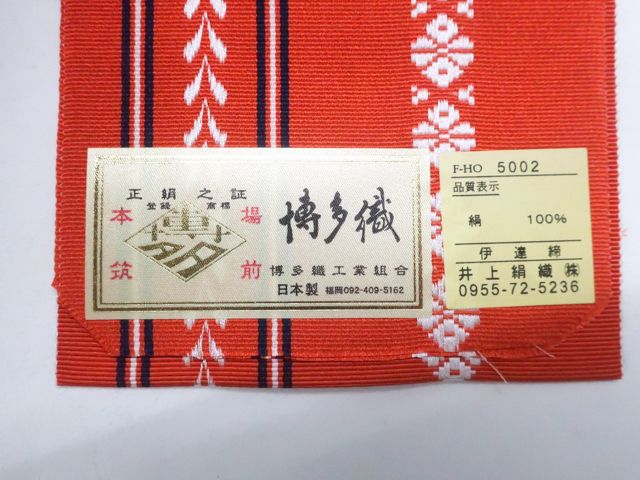 正絹之証
登録 商標
本場
筑前
博多織
博多織工業組合
日本製 福岡092-409-5162
F-HO 5002
品質表示
絹 100%
伊達締
井上絹織㈱
0955-72-5236